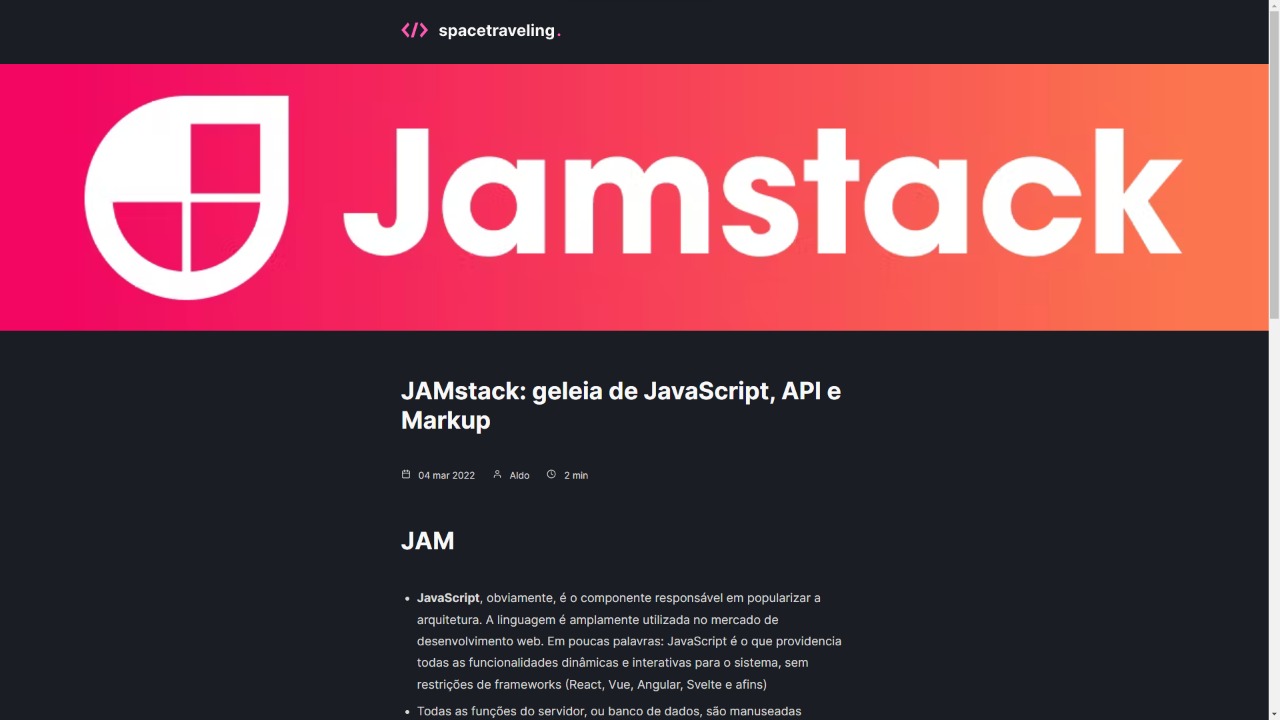 </> spacetraveling.
Jamstack
JAMstack: geleia de JavaScript, API e
Markup
04 mar 2022 Aldo 2 min
JAM
• JavaScript, obviamente, é o componente responsável em popularizar a
arquitetura. A linguagem é amplamente utilizada no mercado de
desenvolvimento web. Em poucas palavras: JavaScript é o que providencia
todas as funcionalidades dinâmicas e interativas para o sistema, sem
restrições de frameworks (React, Vue, Angular, Svelte e afins)
• Todas as funções do servidor, ou banco de dados, são manuseadas